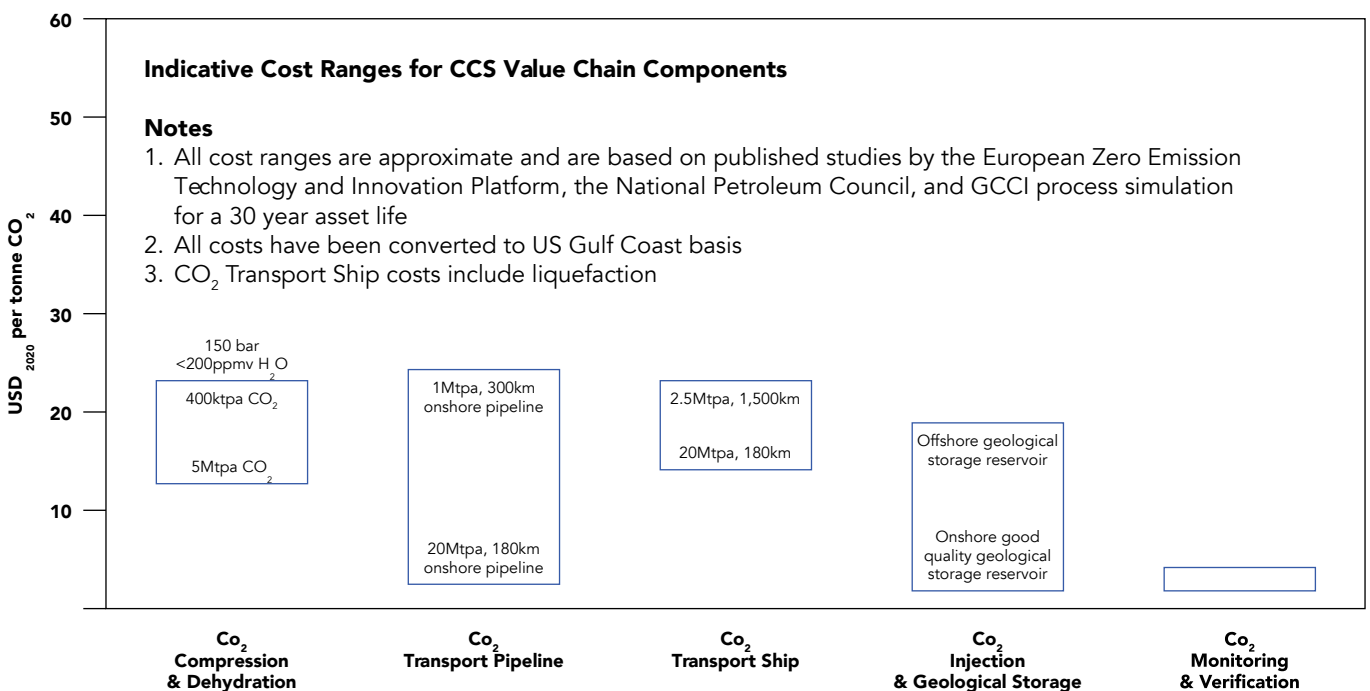 60
Indicative Cost Ranges for CCS Value Chain Components
50
Notes
1. All cost ranges are approximate and are based on published studies by the European Zero Emission
Technology and Innovation Platform, the National Petroleum Council, and GCCI process simulation
for a 30 year asset life
40
2. All costs have been converted to US Gulf Coast basis
3. CO₂ Transport Ship costs include liquefaction
USD ₂₀₂₀ per tonne CO ₂
30
150 bar
<200ppmv H₂O
400ktpa CO₂
5Mtpa CO₂
1Mtpa, 300km
onshore pipeline
20Mtpa, 180km
onshore pipeline
2.5Mtpa, 1,500km
20Mtpa, 180km
Offshore geological
storage reservoir
Onshore good
quality geological
storage reservoir
20
10
Co₂
Compression
& Dehydration
Co₂
Transport Pipeline
Co₂
Transport Ship
Co₂
Injection
& Geological Storage
Co₂
Monitoring
& Verification